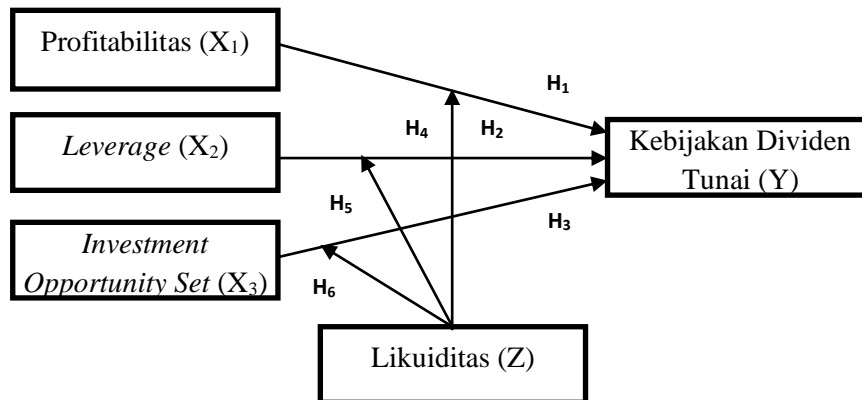 Profitabilitas (X₁)
H₁
Leverage (X₂)
H₄
H₂
Kebijakan Dividen
Tunai (Y)
H₅
H₃
Investment
Opportunity Set (X₃)
H₆
Likuiditas (Z)